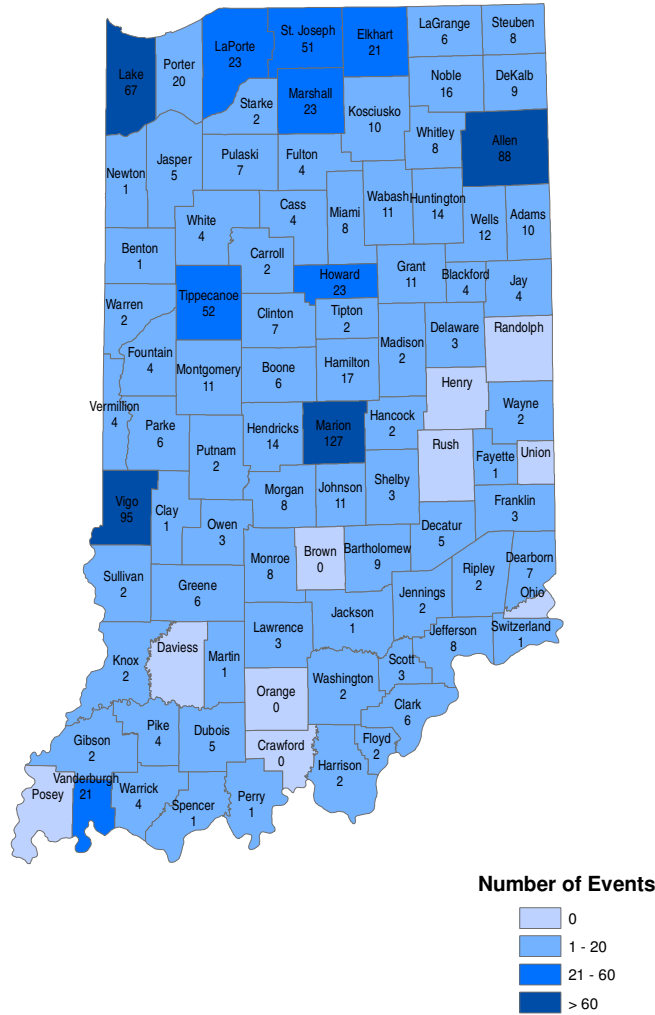 LaGrange
6
Steuben
8
St. Joseph
51
Elkhart
21
LaPorte
23
Porter
20
Lake
67
Noble
16
DeKalb
9
Marshall
23
Starke
2
Kosciusko
10
Whitley
8
Allen
88
Jasper
5
Pulaski
7
Fulton
4
Newton
1
Wabash
11
Huntington
14
Miami
8
Cass
4
White
4
Wells
12
Adams
10
Benton
1
Carroll
2
Grant
11
Blackford
4
Jay
4
Howard
23
Tippecanoe
52
Warren
2
Clinton
7
Tipton
2
Madison
2
Delaware
3
Randolph
Fountain
4
Montgomery
11
Boone
6
Hamilton
17
Henry
Vermillion
4
Parke
6
Hendricks
14
Marion
127
Hancock
2
Wayne
2
Putnam
2
Rush
Fayette
1
Union
Vigo
95
Clay
1
Morgan
8
Johnson
11
Shelby
3
Franklin
3
Owen
3
Decatur
5
Monroe
8
Brown
0
Bartholomew
9
Dearborn
7
Sullivan
2
Greene
6
Ripley
2
Jennings
2
Ohio
Lawrence
3
Jackson
1
Jefferson
8
Switzerland
1
Knox
2
Daviess
Martin
1
Scott
3
Washington
2
Orange
0
Clark
6
Gibson
2
Pike
4
Dubois
5
Crawford
0
Floyd
2
Harrison
2
Posey
Vanderburgh
21
Warrick
4
Spencer
1
Perry
1
Number of Events
0
1 - 20
21 - 60
> 60